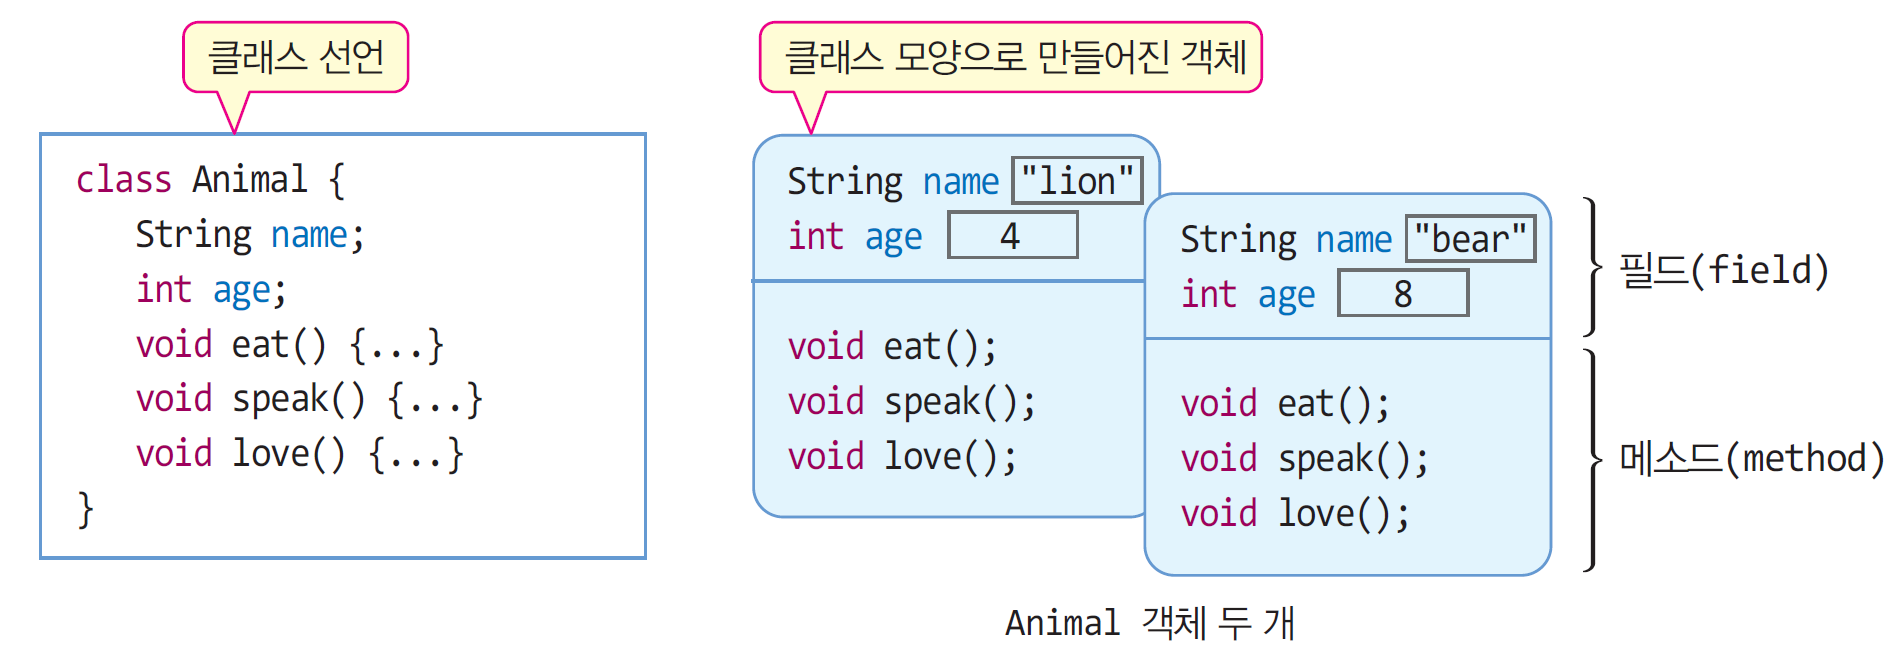 클래스 선언
class Animal {
String name;
int age;
void eat() {...}
void speak() {...}
void love() {...}
}
클래스 모양으로 만들어진 객체
String name "lion"
int age 4
void eat();
void speak();
void love();
String name "bear"
int age 8
void eat();
void speak();
void love();
필드(field)
메소드(method)
Animal 객체 두 개